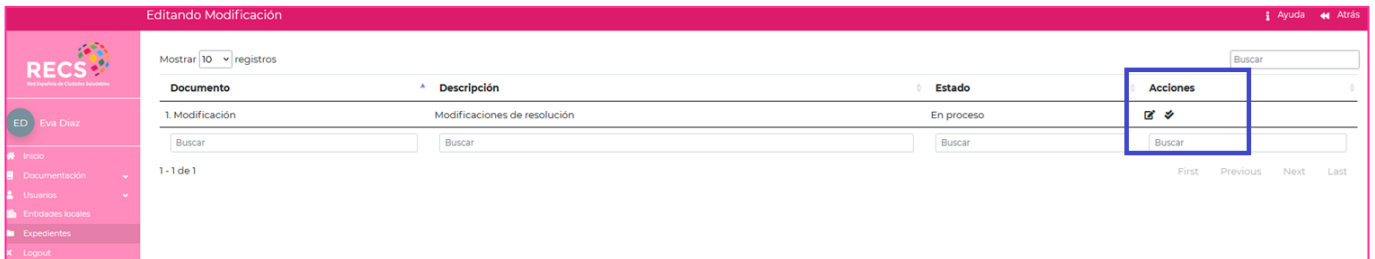 Editando Modificación
Ayuda Atrás
RECS
Red Española de Ciudades Saludables
ED Eva Diaz
Inicio
Documentación
Usuarios
Entidades locales
Expedientes
Logout
Mostrar 10 registros
Buscar
Documento Descripción Estado Acciones
1. Modificación Modificaciones de resolución En proceso
Buscar Buscar Buscar Buscar
1 - 1 de 1
First Previous Next Last